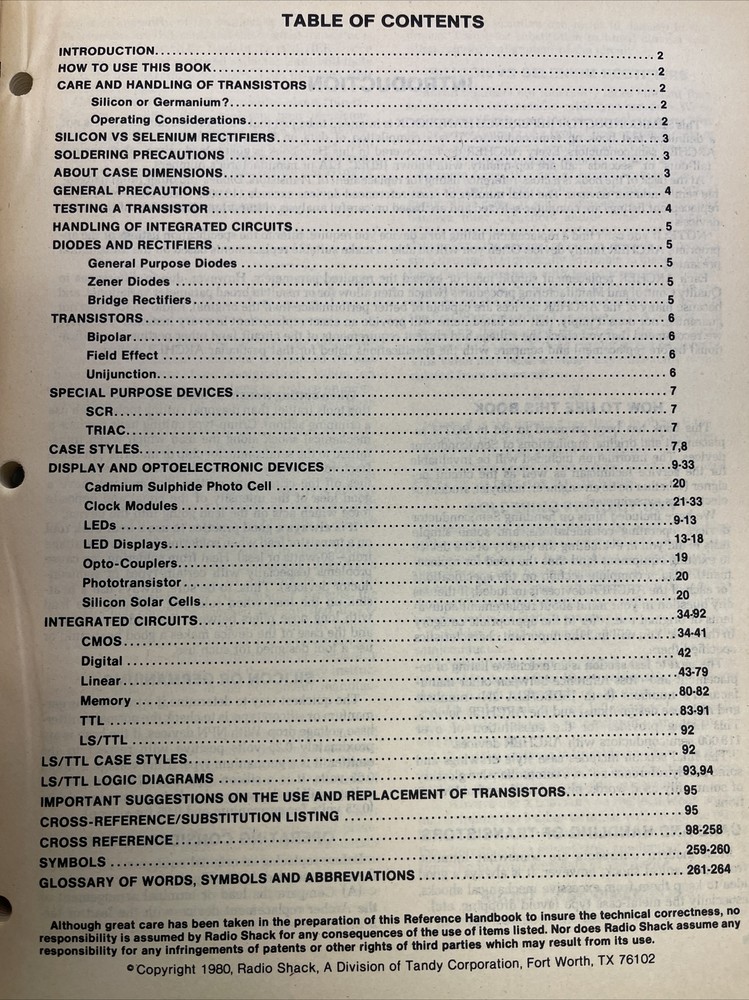 TABLE OF CONTENTS
INTRODUCTION 2
HOW TO USE THIS BOOK 2
CARE AND HANDLING OF TRANSISTORS 2
Silicon or Germanium? 2
Operating Considerations 2
SILICON VS SELENIUM RECTIFIERS 3
SOLDERING PRECAUTIONS 3
ABOUT CASE DIMENSIONS 3
GENERAL PRECAUTIONS 4
TESTING A TRANSISTOR 4
HANDLING OF INTEGRATED CIRCUITS 5
DIODES AND RECTIFIERS 5
General Purpose Diodes 5
Zener Diodes 5
Bridge Rectifiers 5
TRANSISTORS 6
Bipolar 6
Field Effect 6
Unijunction 6
SPECIAL PURPOSE DEVICES 7
SCR 7
TRIAC 7
CASE STYLES 7,8
DISPLAY AND OPTOELECTRONIC DEVICES 9-33
Cadmium Sulphide Photo Cell 20
Clock Modules 21-33
LEDs 9-13
LED Displays 13-18
Opto-Couplers 19
Phototransistor 20
Silicon Solar Cells 20
INTEGRATED CIRCUITS 34-92
CMOS 34-41
Digital 42
Linear 43-79
Memory 80-82
TTL 83-91
LS/TTL 92
LS/TTL CASE STYLES 92
LS/TTL LOGIC DIAGRAMS 93,94
IMPORTANT SUGGESTIONS ON THE USE AND REPLACEMENT OF TRANSISTORS 95
CROSS-REFERENCE/SUBSTITUTION LISTING 95
CROSS REFERENCE 98-258
SYMBOLS 259-260
GLOSSARY OF WORDS, SYMBOLS AND ABBREVIATIONS 261-264
Although great care has been taken in the preparation of this Reference Handbook to insure the technical correctness, no
responsibility is assumed by Radio Shack for any consequences of the use of items listed. Nor does Radio Shack assume any
responsibility for any infringements of patents or other rights of third parties which may result from its use.
©Copyright 1980, Radio Shack, A Division of Tandy Corporation, Fort Worth, TX 76102